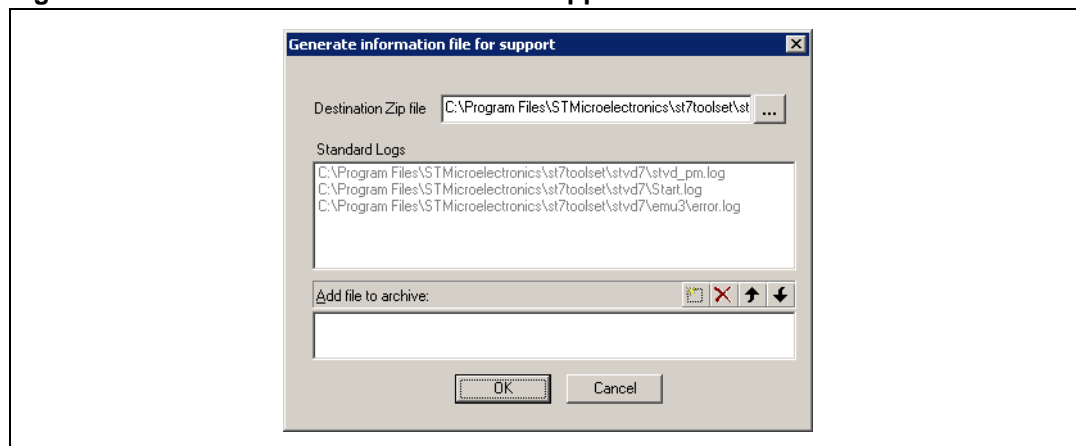 Generate information file for support
Destination Zip file C:\Program Files\STMicroelectronics\st7toolset\st ...
Standard Logs
C:\Program Files\STMicroelectronics\st7toolset\stvd7\stvd_pm.log
C:\Program Files\STMicroelectronics\st7toolset\stvd7\Start.log
C:\Program Files\STMicroelectronics\st7toolset\stvd7\emu3\error.log
Add file to archive:
OK Cancel